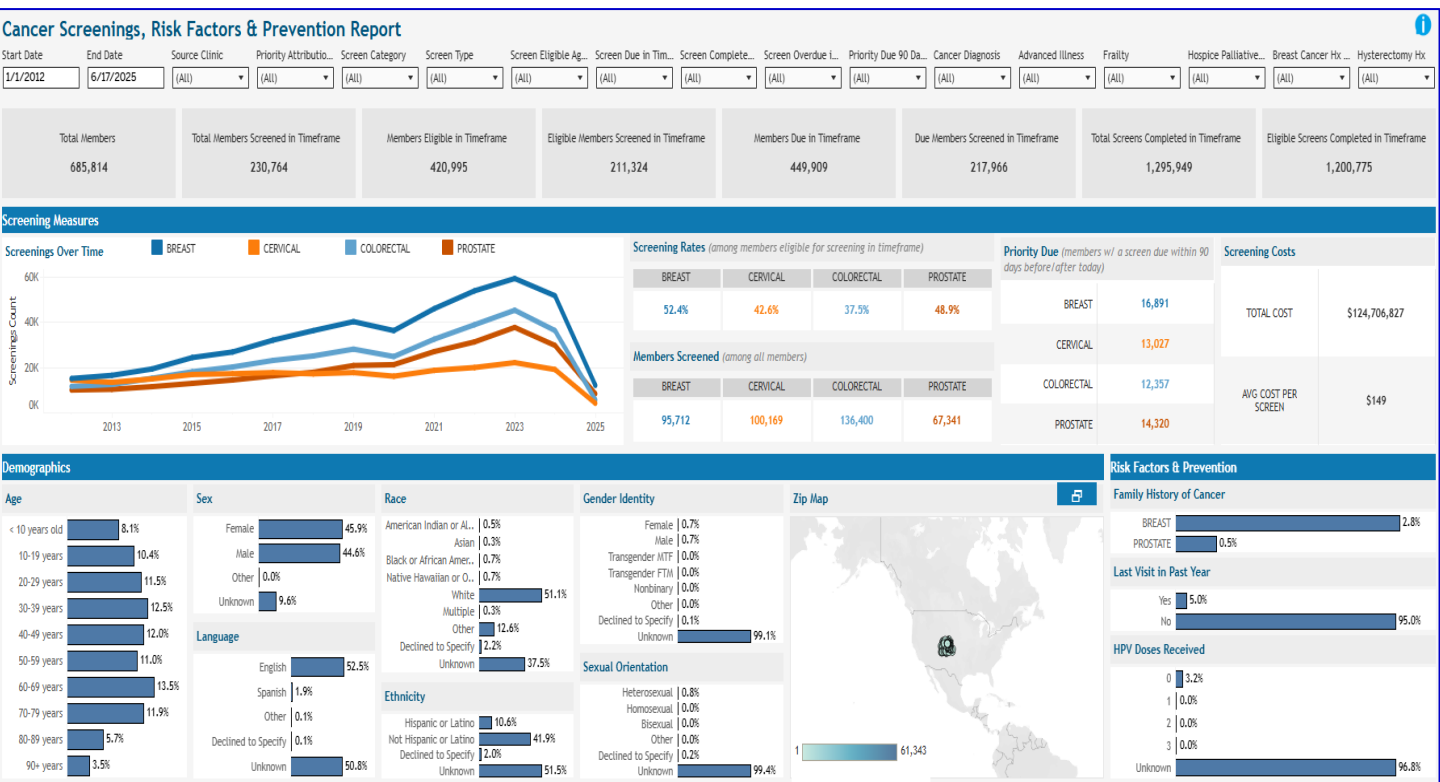 Cancer Screenings, Risk Factors & Prevention Report
Start Date End Date Source Clinic Priority Attributio... Screen Category Screen Type Screen Eligible Ag... Screen Due in Tim... Screen Complete... Screen Overdue i... Priority Due 90 Da... Cancer Diagnosis Advanced Illness Frailty Hospice Palliative... Breast Cancer Hx ... Hysterectomy Hx
1/1/2012 6/17/2025 (All) (All) (All) (All) (All) (All) (All) (All) (All) (All) (All) (All) (All) (All) (All)
Total Members Total Members Screened in Timeframe Members Eligible in Timeframe Eligible Members Screened in Timeframe Members Due in Timeframe Due Members Screened in Timeframe Total Screens Completed in Timeframe Eligible Screens Completed in Timeframe
685,814 230,764 420,995 211,324 449,909 217,966 1,295,949 1,200,775
Screening Measures
Screenings Over Time BREAST CERVICAL COLORECTAL PROSTATE
Screenings Count
60K
40K
20K
0K
2013 2015 2017 2019 2021 2023 2025
Screening Rates (among members eligible for screening in timeframe)
BREAST CERVICAL COLORECTAL PROSTATE
52.4% 42.6% 37.5% 48.9%
Members Screened (among all members)
BREAST CERVICAL COLORECTAL PROSTATE
95,712 100,169 136,400 67,341
Priority Due (members w/ a screen due within 90
days before/after today)
BREAST 16,891
CERVICAL 13,027
COLORECTAL 12,357
PROSTATE 14,320
Screening Costs
TOTAL COST $124,706,827
AVG COST PER
SCREEN
$149
Demographics
Age
< 10 years old 8.1%
10-19 years 10.4%
20-29 years 11.5%
30-39 years 12.5%
40-49 years 12.0%
50-59 years 11.0%
60-69 years 13.5%
70-79 years 11.9%
80-89 years 5.7%
90+ years 3.5%
Sex
Female 45.9%
Male 44.6%
Other 0.0%
Unknown 9.6%
Language
English 52.5%
Spanish 1.9%
Other 0.1%
Declined to Specify 0.1%
Unknown 50.8%
Race
American Indian or Al.. 0.5%
Asian 0.3%
Black or African Amer.. 0.7%
Native Hawaiian or O.. 0.7%
White 51.1%
Multiple 0.3%
Other 12.6%
Declined to Specify 2.2%
Unknown 37.5%
Ethnicity
Hispanic or Latino 10.6%
Not Hispanic or Latino 41.9%
Declined to Specify 2.0%
Unknown 51.5%
Gender Identity
Female 0.7%
Male 0.7%
Transgender MTF 0.0%
Transgender FTM 0.0%
Nonbinary 0.0%
Other 0.0%
Declined to Specify 0.1%
Unknown 99.1%
Sexual Orientation
Heterosexual 0.8%
Homosexual 0.0%
Bisexual 0.0%
Other 0.0%
Declined to Specify 0.2%
Unknown 99.4%
Zip Map
1 61,343
Risk Factors & Prevention
Family History of Cancer
BREAST 2.8%
PROSTATE 0.5%
Last Visit in Past Year
Yes 5.0%
No 95.0%
HPV Doses Received
0 3.2%
1 0.0%
2 0.0%
3 0.0%
Unknown 96.8%